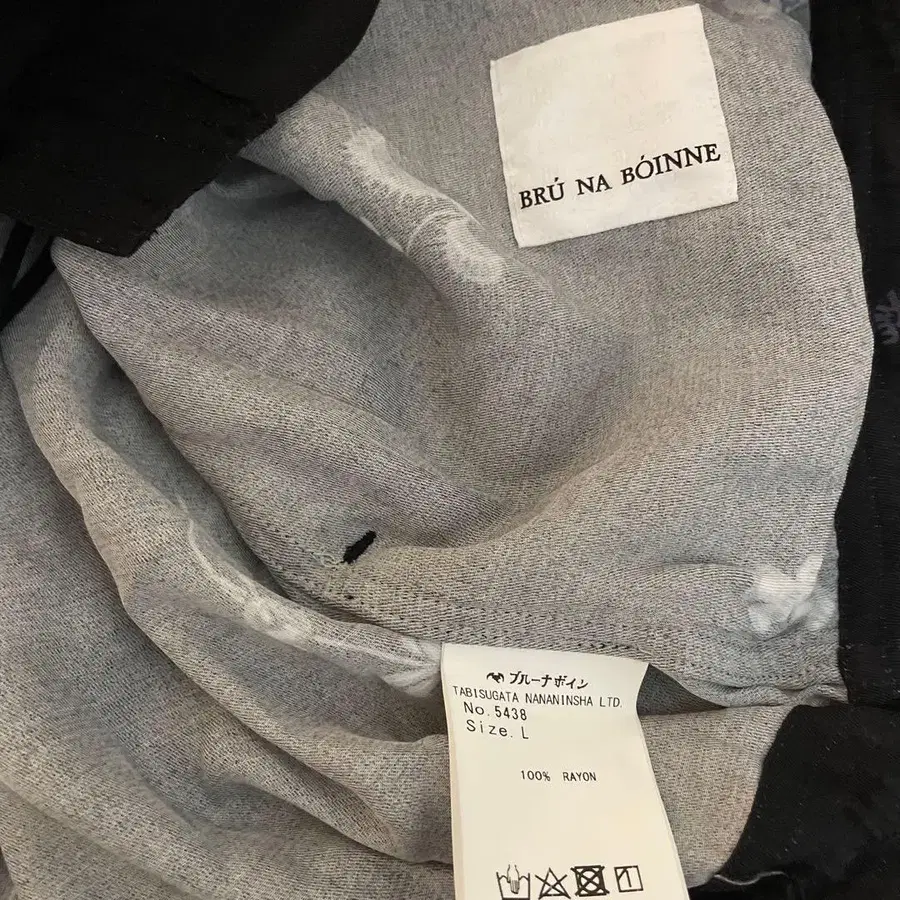 BRÚ NA BÓINNE
ブルーナボイン
TABISUGATA NANANINSHA LTD.
No.5438
Size.L
100% RAYON